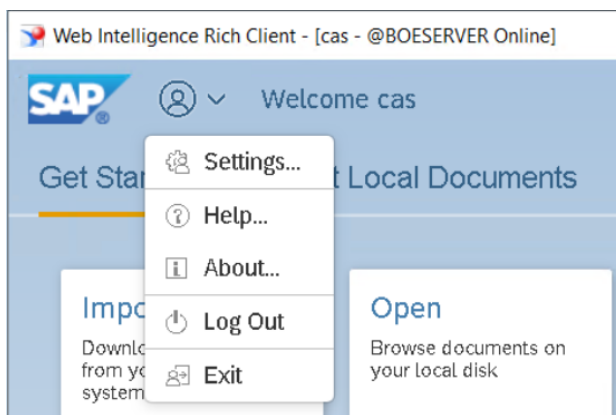 Web Intelligence Rich Client - [cas - @BOESERVER Online]
SAP®
Welcome cas
Settings...
Get Star
t Local Documents
Help...
About...
Log Out
Exit
Impo
Downlo
from yo
system
Open
Browse documents on
your local disk